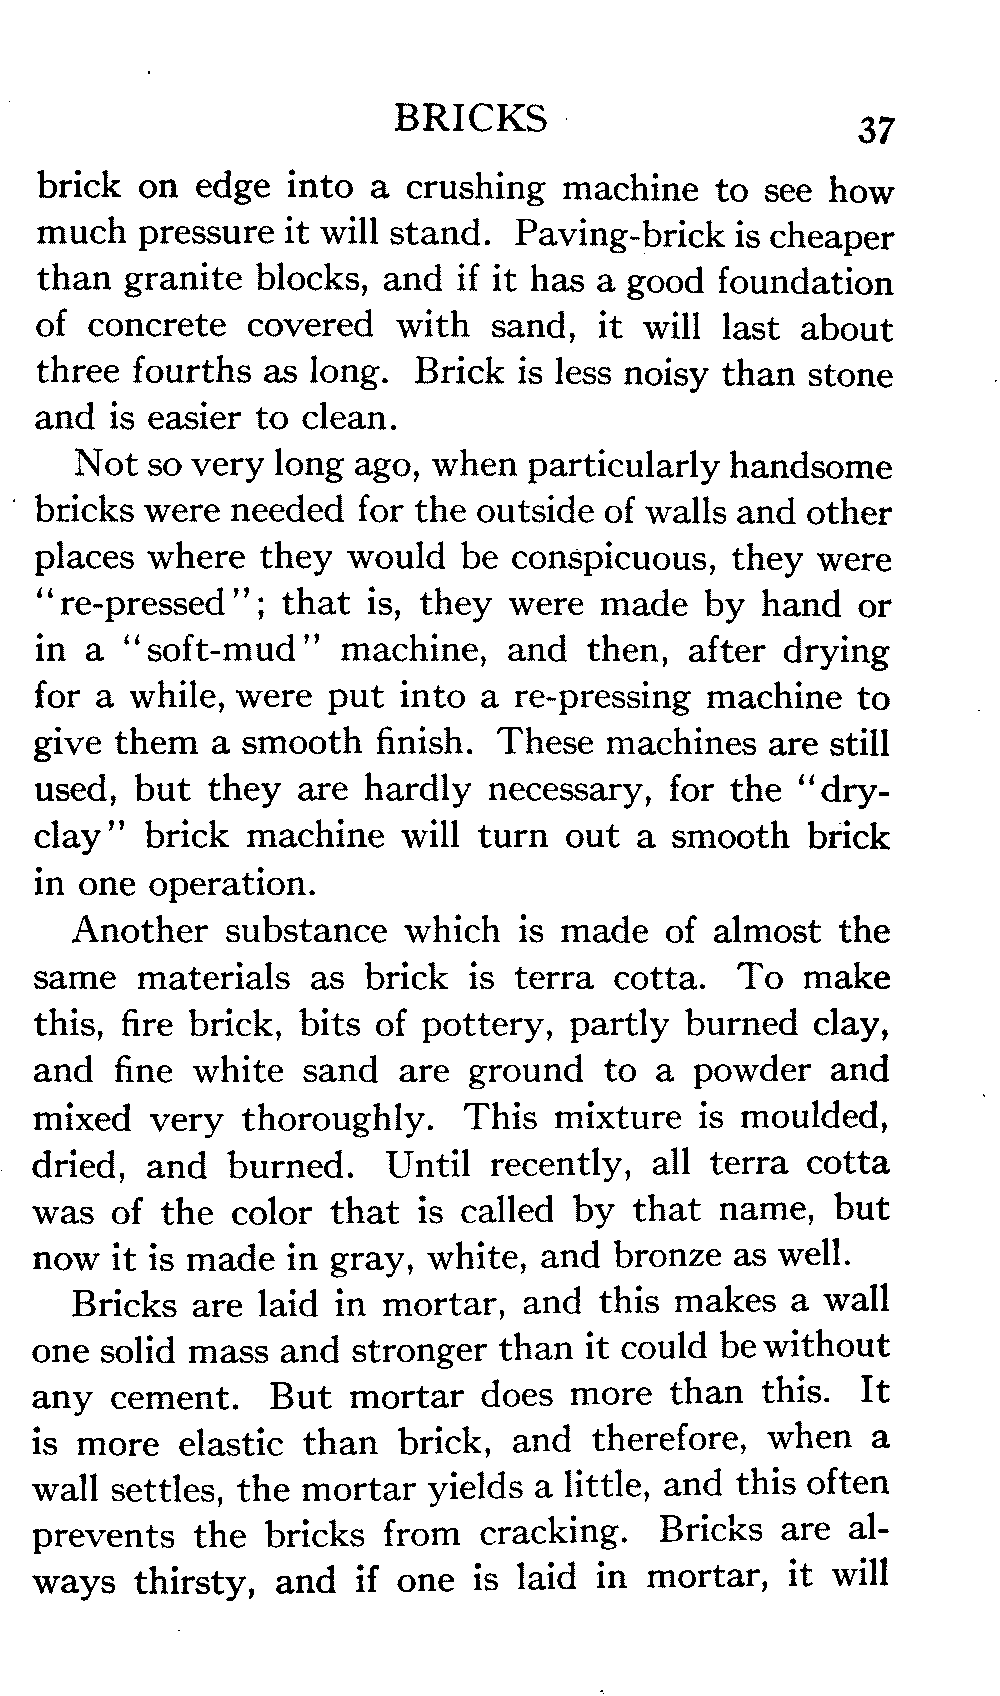 BRICKS
37
brick on edge into a crushing machine to see how
much pressure it will stand. Paving-brick is cheaper
than granite blocks, and if it has a good foundation
of concrete covered with sand, it will last about
three fourths as long. Brick is less noisy than stone
and is easier to clean.
Not so very long ago, when particularly handsome
bricks were needed for the outside of walls and other
places where they would be conspicuous, they were
“re-pressed”; that is, they were made by hand or
in a “soft-mud” machine, and then, after drying
for a while, were put into a re-pressing machine to
give them a smooth finish. These machines are still
used, but they are hardly necessary, for the “dry-
clay” brick machine will turn out a smooth brick
in one operation.
Another substance which is made of almost the
same materials as brick is terra cotta. To make
this, fire brick, bits of pottery, partly burned clay,
and fine white sand are ground to a powder and
mixed very thoroughly. This mixture is moulded,
dried, and burned. Until recently, all terra cotta
was of the color that is called by that name, but
now it is made in gray, white, and bronze as well.
Bricks are laid in mortar, and this makes a wall
one solid mass and stronger than it could be without
any cement. But mortar does more than this. It
is more elastic than brick, and therefore, when a
wall settles, the mortar yields a little, and this often
prevents the bricks from cracking. Bricks are al-
ways thirsty, and if one is laid in mortar, it will